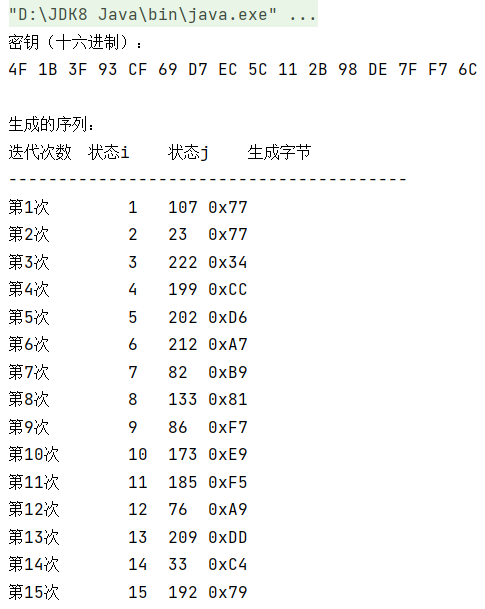 "D:\JDK8 Java\bin\java.exe" ...
密钥（十六进制）：
4F 1B 3F 93 CF 69 D7 EC 5C 11 2B 98 DE 7F F7 6C
生成的序列：
迭代次数 状态i 状态j 生成字节
----------------------------------------
第1次 1 107 0x77
第2次 2 23 0x77
第3次 3 222 0x34
第4次 4 199 0xCC
第5次 5 202 0xD6
第6次 6 212 0xA7
第7次 7 82 0xB9
第8次 8 133 0x81
第9次 9 86 0xF7
第10次 10 173 0xE9
第11次 11 185 0xF5
第12次 12 76 0xA9
第13次 13 209 0xDD
第14次 14 33 0xC4
第15次 15 192 0x79